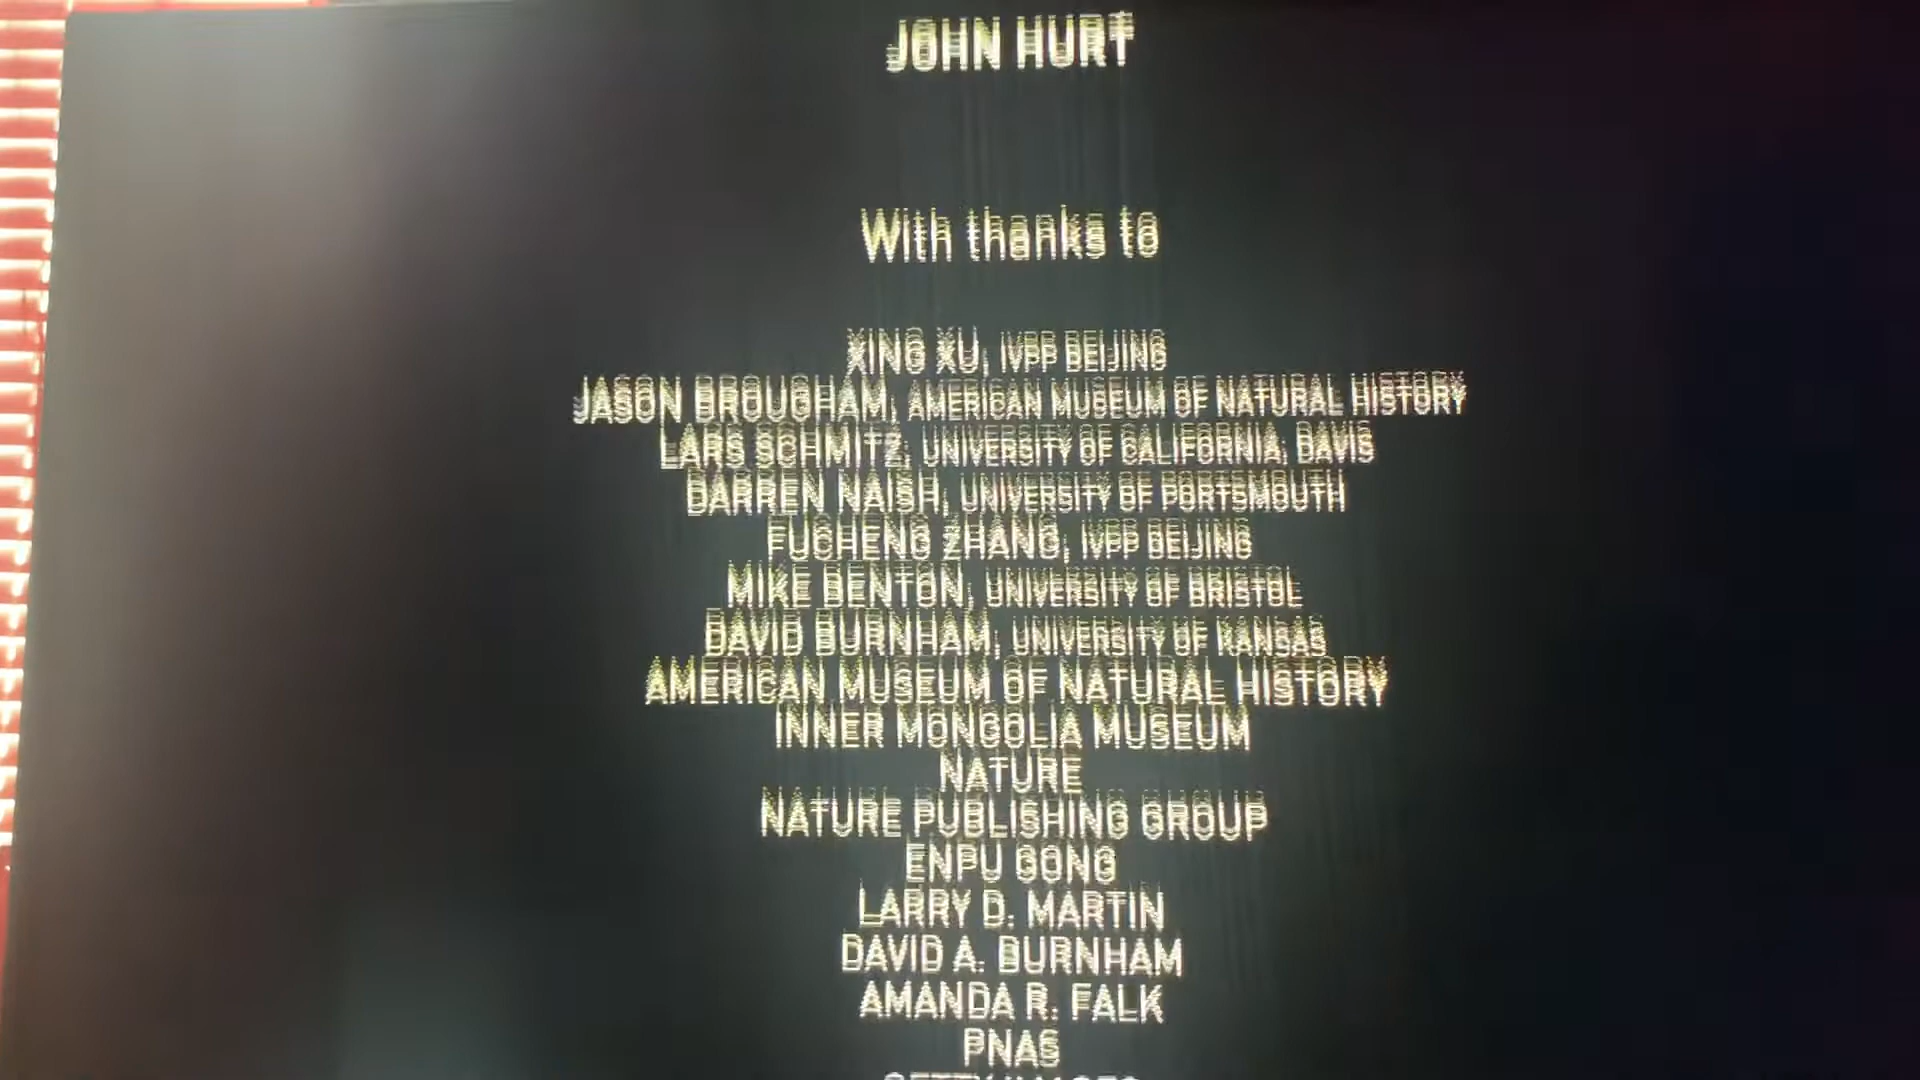 JOHN HURT
With thanks to
XING XU, IVPP BEIJING
JASON BROUGHAM, AMERICAN MUSEUM OF NATURAL HISTORY
LARS SCHMITZ, UNIVERSITY OF CALIFORNIA, DAVIS
DARREN NAISH, UNIVERSITY OF PORTSMOUTH
FUCHENG ZHANG, IVPP BEIJING
MIKE BENTON, UNIVERSITY OF BRISTOL
DAVID BURNHAM, UNIVERSITY OF KANSAS
AMERICAN MUSEUM OF NATURAL HISTORY
INNER MONGOLIA MUSEUM
NATURE
NATURE PUBLISHING GROUP
ENPU GONG
LARRY D. MARTIN
DAVID A. BURNHAM
AMANDA R. FALK
PNAS
GETTY IMAGES